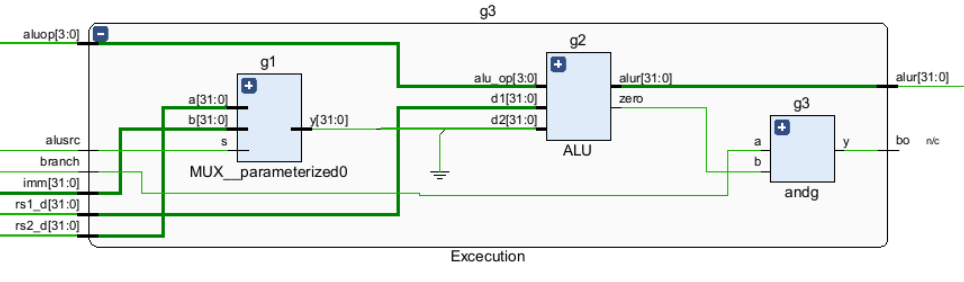 g3
aluop[3:0]
g1
a[31:0]
b[31:0]
s
y[31:0]
MUX__parameterized0
g2
alu_op[3:0]
d1[31:0]
d2[31:0]
alur[31:0]
zero
ALU
g3
a
b
y
andg
alur[31:0]
bo n/c
alusrc
branch
imm[31:0]
rs1_d[31:0]
rs2_d[31:0]
Excecution